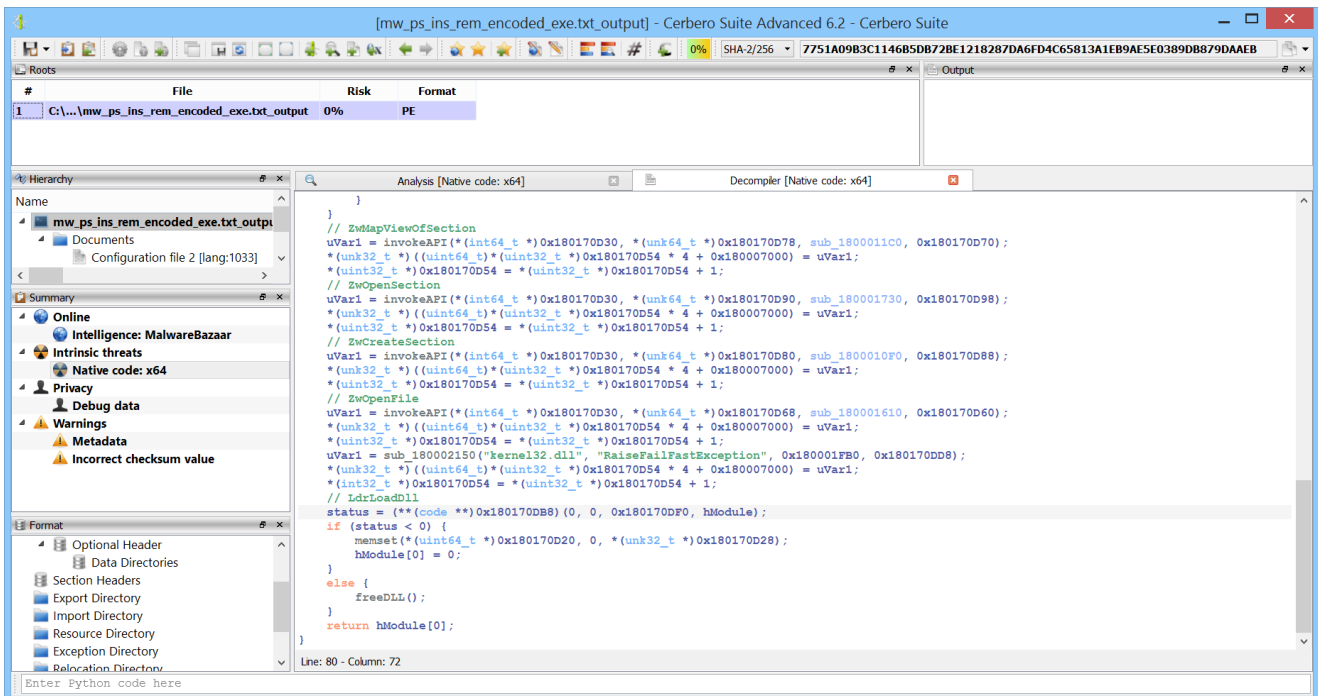 [mw_ps_ins_rem_encoded_exe.txt_output] - Cerbero Suite Advanced 6.2 - Cerbero Suite
0% SHA-2/256 7751A09B3C1146B5DB72BE1218287DA6FD4C65813A1EB9AE5E0389DB879DAAEB
Roots
Output
# File Risk Format
1 C:\...\mw_ps_ins_rem_encoded_exe.txt_output 0% PE
Hierarchy
Name
mw_ps_ins_rem_encoded_exe.txt_outpu
Documents
Configuration file 2 [lang:1033]
Summary
Online
Intelligence: MalwareBazaar
Intrinsic threats
Native code: x64
Privacy
Debug data
Warnings
Metadata
Incorrect checksum value
Format
Optional Header
Data Directories
Section Headers
Export Directory
Import Directory
Resource Directory
Exception Directory
Relocation Directory
Analysis [Native code: x64]
Decompiler [Native code: x64]
}
}
// ZwMapViewOfSection
uVar1 = invokeAPI(*(int64_t *)0x180170D30, *(unk64_t *)0x180170D78, sub_1800011C0, 0x180170D70);
*(unk32_t *)((uint64_t)*(uint32_t *)0x180170D54 * 4 + 0x180007000) = uVar1;
*(uint32_t *)0x180170D54 = *(uint32_t *)0x180170D54 + 1;
// ZwOpenSection
uVar1 = invokeAPI(*(int64_t *)0x180170D30, *(unk64_t *)0x180170D90, sub_180001730, 0x180170D98);
*(unk32_t *)((uint64_t)*(uint32_t *)0x180170D54 * 4 + 0x180007000) = uVar1;
*(uint32_t *)0x180170D54 = *(uint32_t *)0x180170D54 + 1;
// ZwCreateSection
uVar1 = invokeAPI(*(int64_t *)0x180170D30, *(unk64_t *)0x180170D80, sub_1800010F0, 0x180170D88);
*(unk32_t *)((uint64_t)*(uint32_t *)0x180170D54 * 4 + 0x180007000) = uVar1;
*(uint32_t *)0x180170D54 = *(uint32_t *)0x180170D54 + 1;
// ZwOpenFile
uVar1 = invokeAPI(*(int64_t *)0x180170D30, *(unk64_t *)0x180170D68, sub_180001610, 0x180170D60);
*(unk32_t *)((uint64_t)*(uint32_t *)0x180170D54 * 4 + 0x180007000) = uVar1;
*(uint32_t *)0x180170D54 = *(uint32_t *)0x180170D54 + 1;
uVar1 = sub_180002150("kernel32.dll", "RaiseFailFastException", 0x180001FB0, 0x180170DD8);
*(unk32_t *)((uint64_t)*(uint32_t *)0x180170D54 * 4 + 0x180007000) = uVar1;
*(int32_t *)0x180170D54 = *(uint32_t *)0x180170D54 + 1;
// LdrLoadDll
status = (**(code **)0x180170DB8)(0, 0, 0x180170DF0, hModule);
if (status < 0) {
memset(*(uint64_t *)0x180170D20, 0, *(unk32_t *)0x180170D28);
hModule[0] = 0;
}
else {
freeDLL();
}
return hModule[0];
}
Line: 80 - Column: 72
Enter Python code here